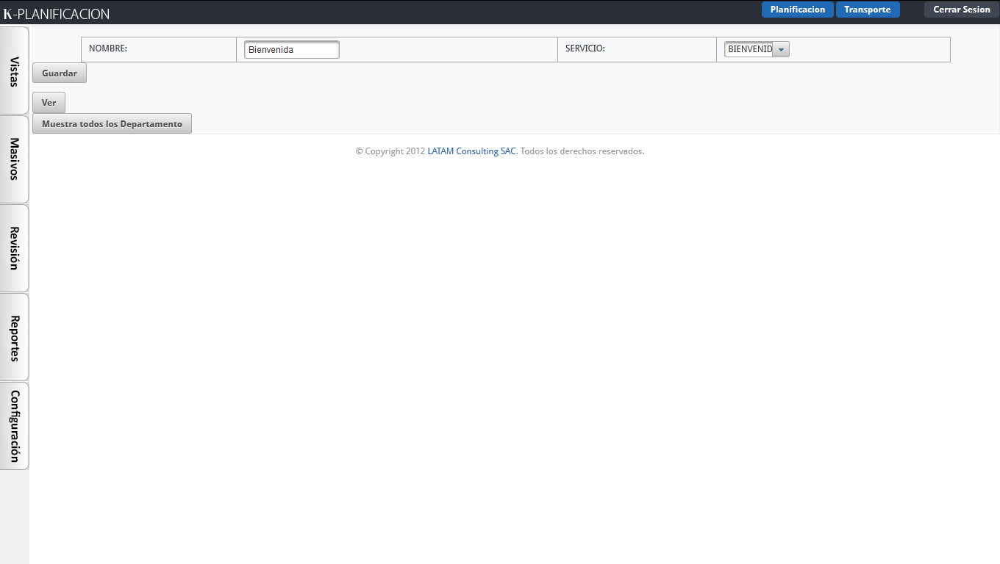 K-PLANIFICACION
Planificacion
Transporte
Cerrar Sesion
Vistas
Masivos
Revisión
Reportes
Configuración
NOMBRE:
Bienvenida
SERVICIO:
BIENVENID
Guardar
Ver
Muestra todos los Departamento
© Copyright 2012 LATAM Consulting SAC. Todos los derechos reservados.